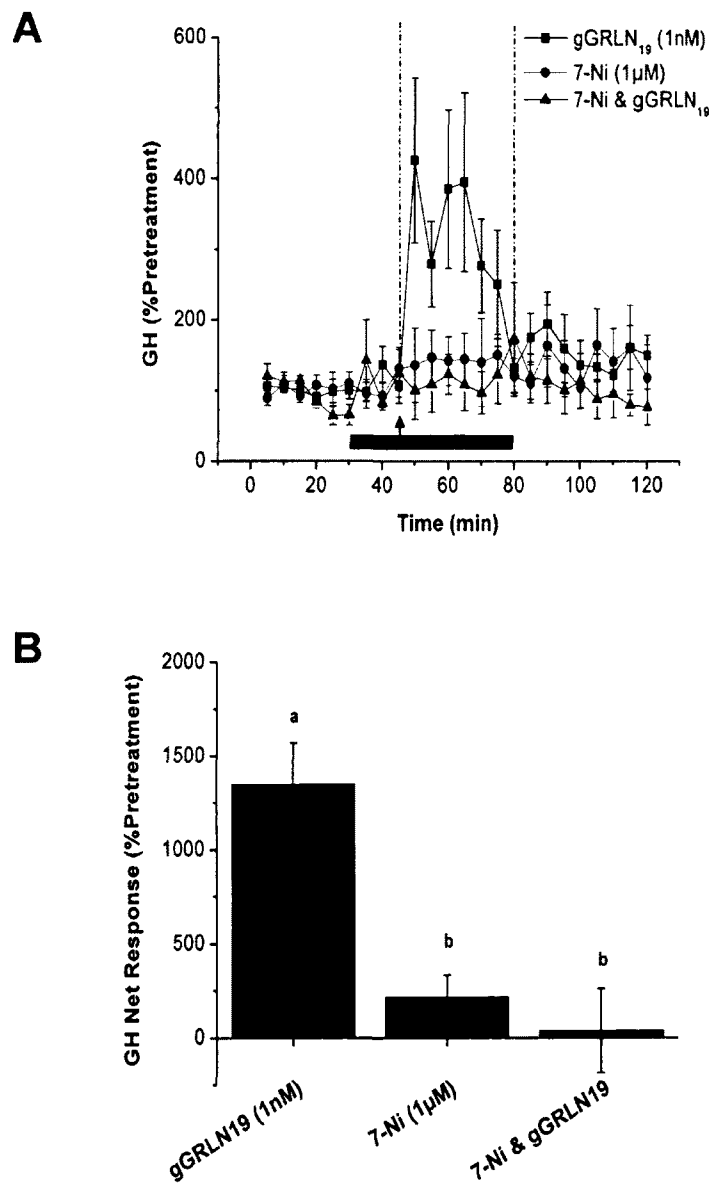 A
gGRLN19 (1nM)
7-Ni (1µM)
7-Ni & gGRLN19
600
400
200
0
GH (%Pretreatment)
0 20 40 60 80 100 120
Time (min)
B
2000
1500
1000
500
0
GH Net Response (%Pretreatment)
a
b
b
gGRLN19 (1nM)
7-Ni (1µM)
7-Ni & gGRLN19